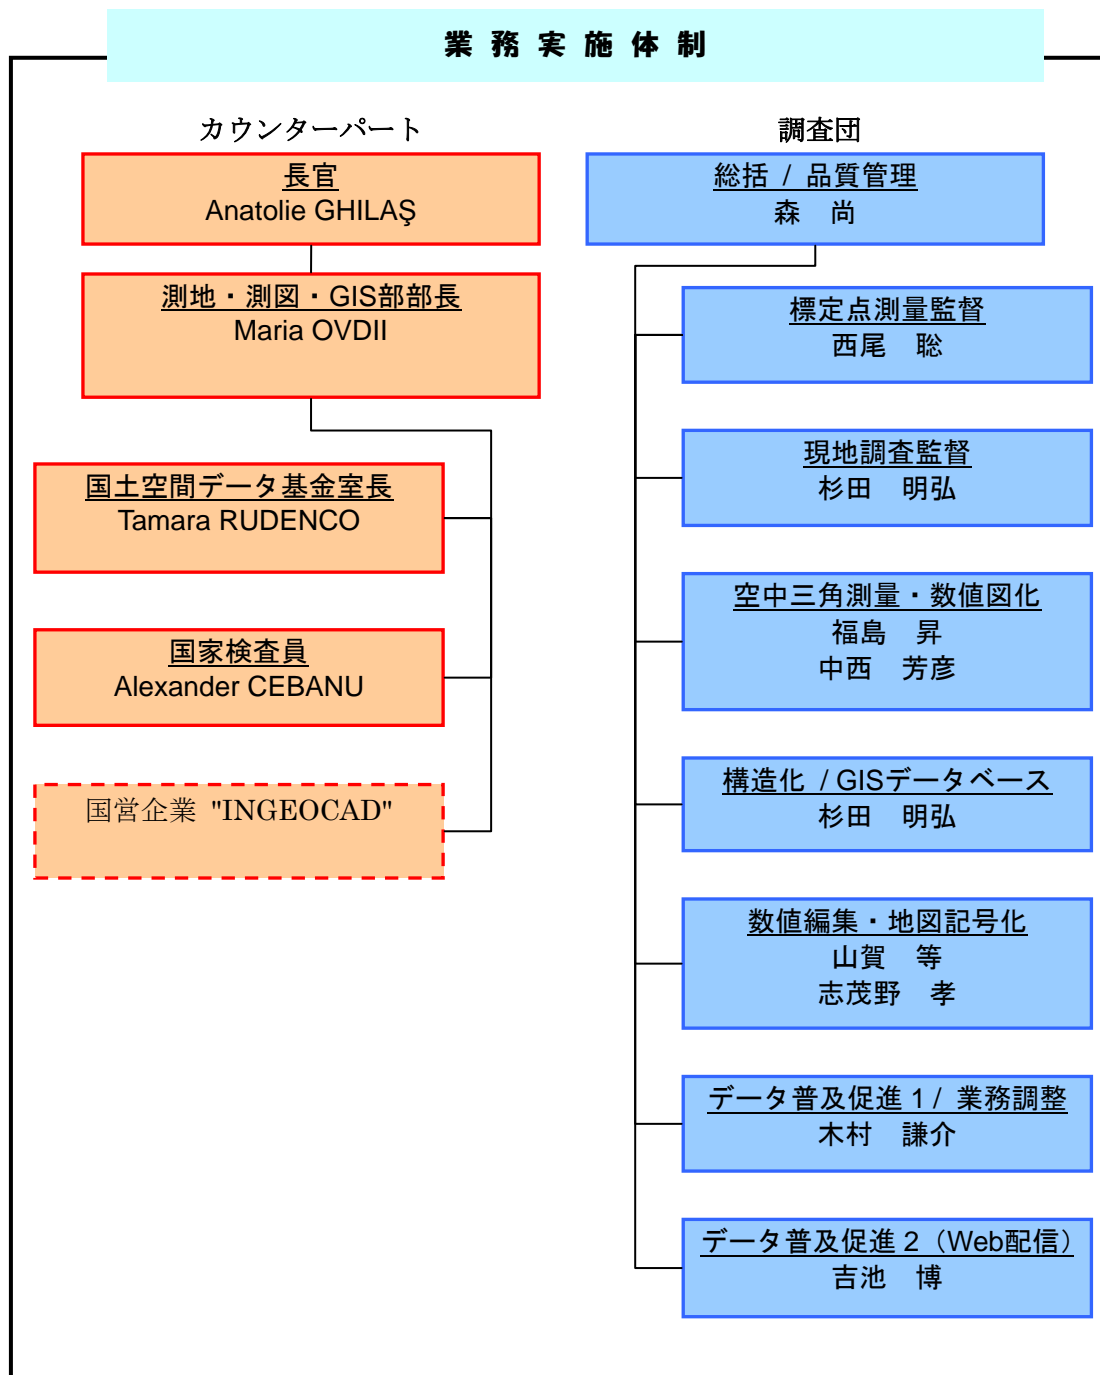 業務実施体制
カウンターパート
長官
Anatolie GHILAŞ
測地・測図・GIS部部長
Maria OVDII
国土空間データ基金室長
Tamara RUDENCO
国家検査員
Alexander CEBANU
国営企業 "INGEOCAD"
調査団
総括 / 品質管理
森　尚
標定点測量監督
西尾　聡
現地調査監督
杉田　明弘
空中三角測量・数値図化
福島　昇
中西　芳彦
構造化 / GISデータベース
杉田　明弘
数値編集・地図記号化
山賀　等
志茂野　孝
データ普及促進 1 / 業務調整
木村　謙介
データ普及促進 2（Web配信）
吉池　博